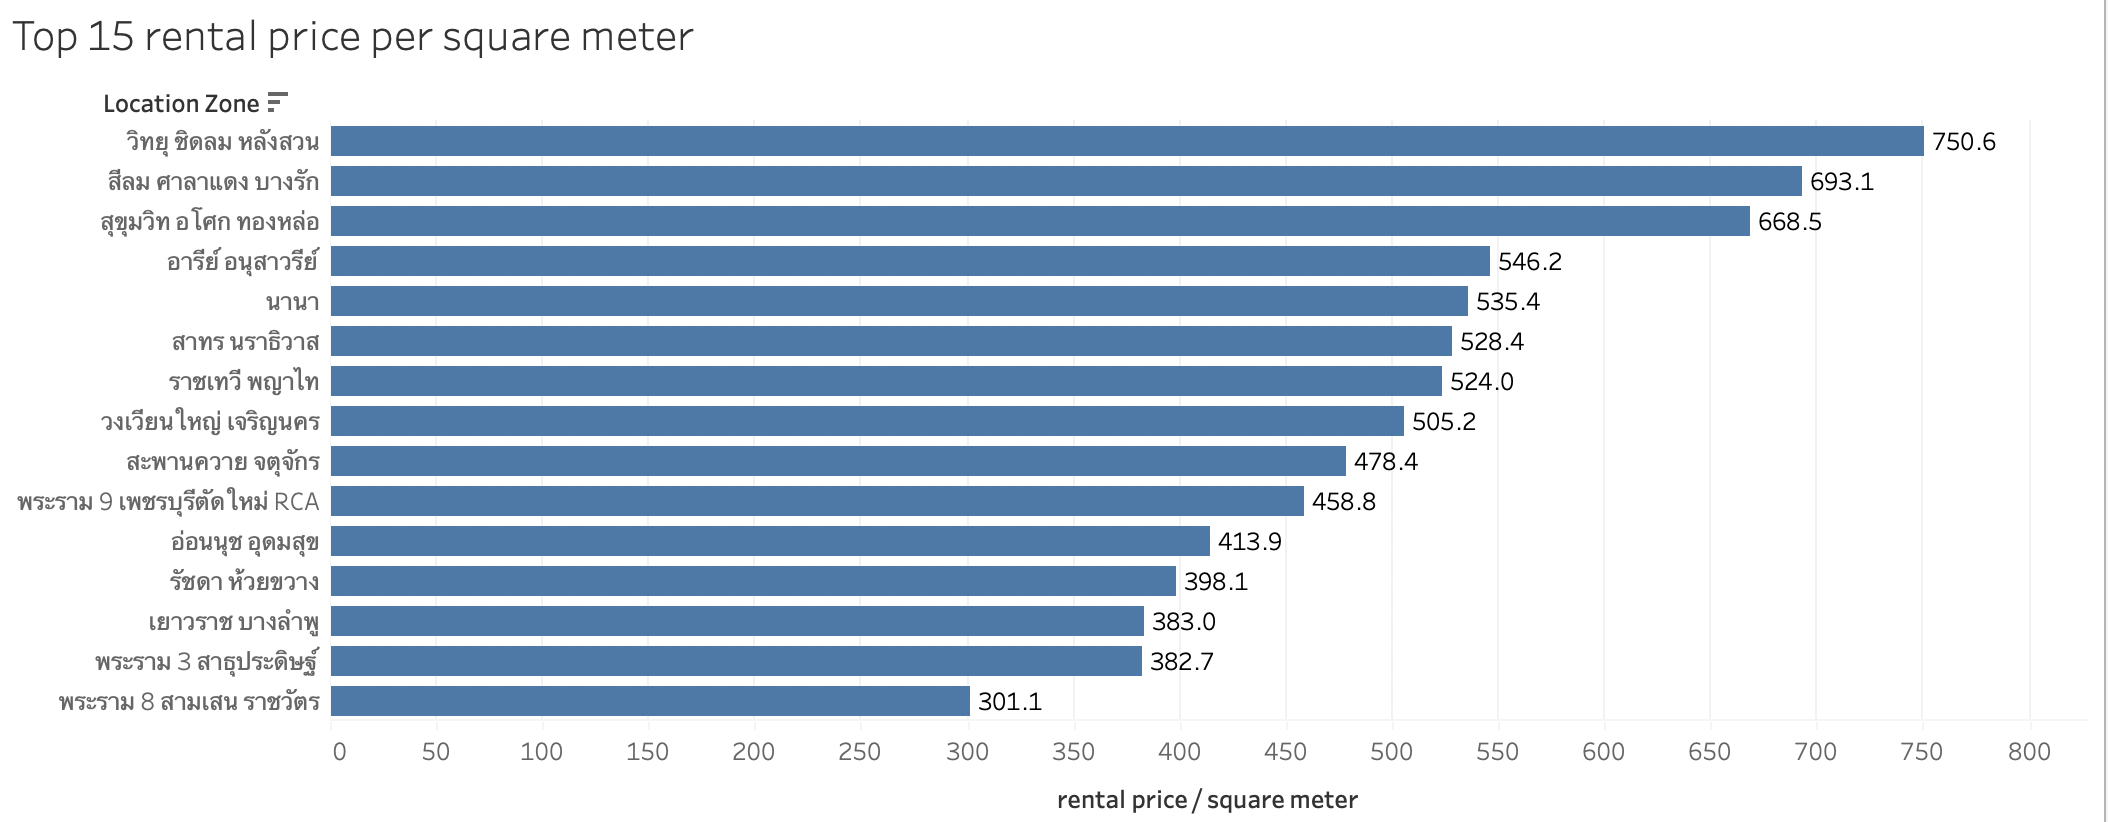 Top 15 rental price per square meter
Location Zone
วิทยุ ชิดลม หลังสวน 750.6
สีลม ศาลาแดง บางรัก 693.1
สุขุมวิท อโศก ทองหล่อ 668.5
อารีย์ อนุสาวรีย์ 546.2
นานา 535.4
สาทร นราธิวาส 528.4
ราชเทวี พญาไท 524.0
วงเวียนใหญ่ เจริญนคร 505.2
สะพานควาย จตุจักร 478.4
พระราม 9 เพชรบุรีตัดใหม่ RCA 458.8
อ่อนนุช อุดมสุข 413.9
รัชดา ห้วยขวาง 398.1
เยาวราช บางลำพู 383.0
พระราม 3 สาธุประดิษฐ์ 382.7
พระราม 8 สามเสน ราชวัตร 301.1
0 50 100 150 200 250 300 350 400 450 500 550 600 650 700 750 800
rental price / square meter